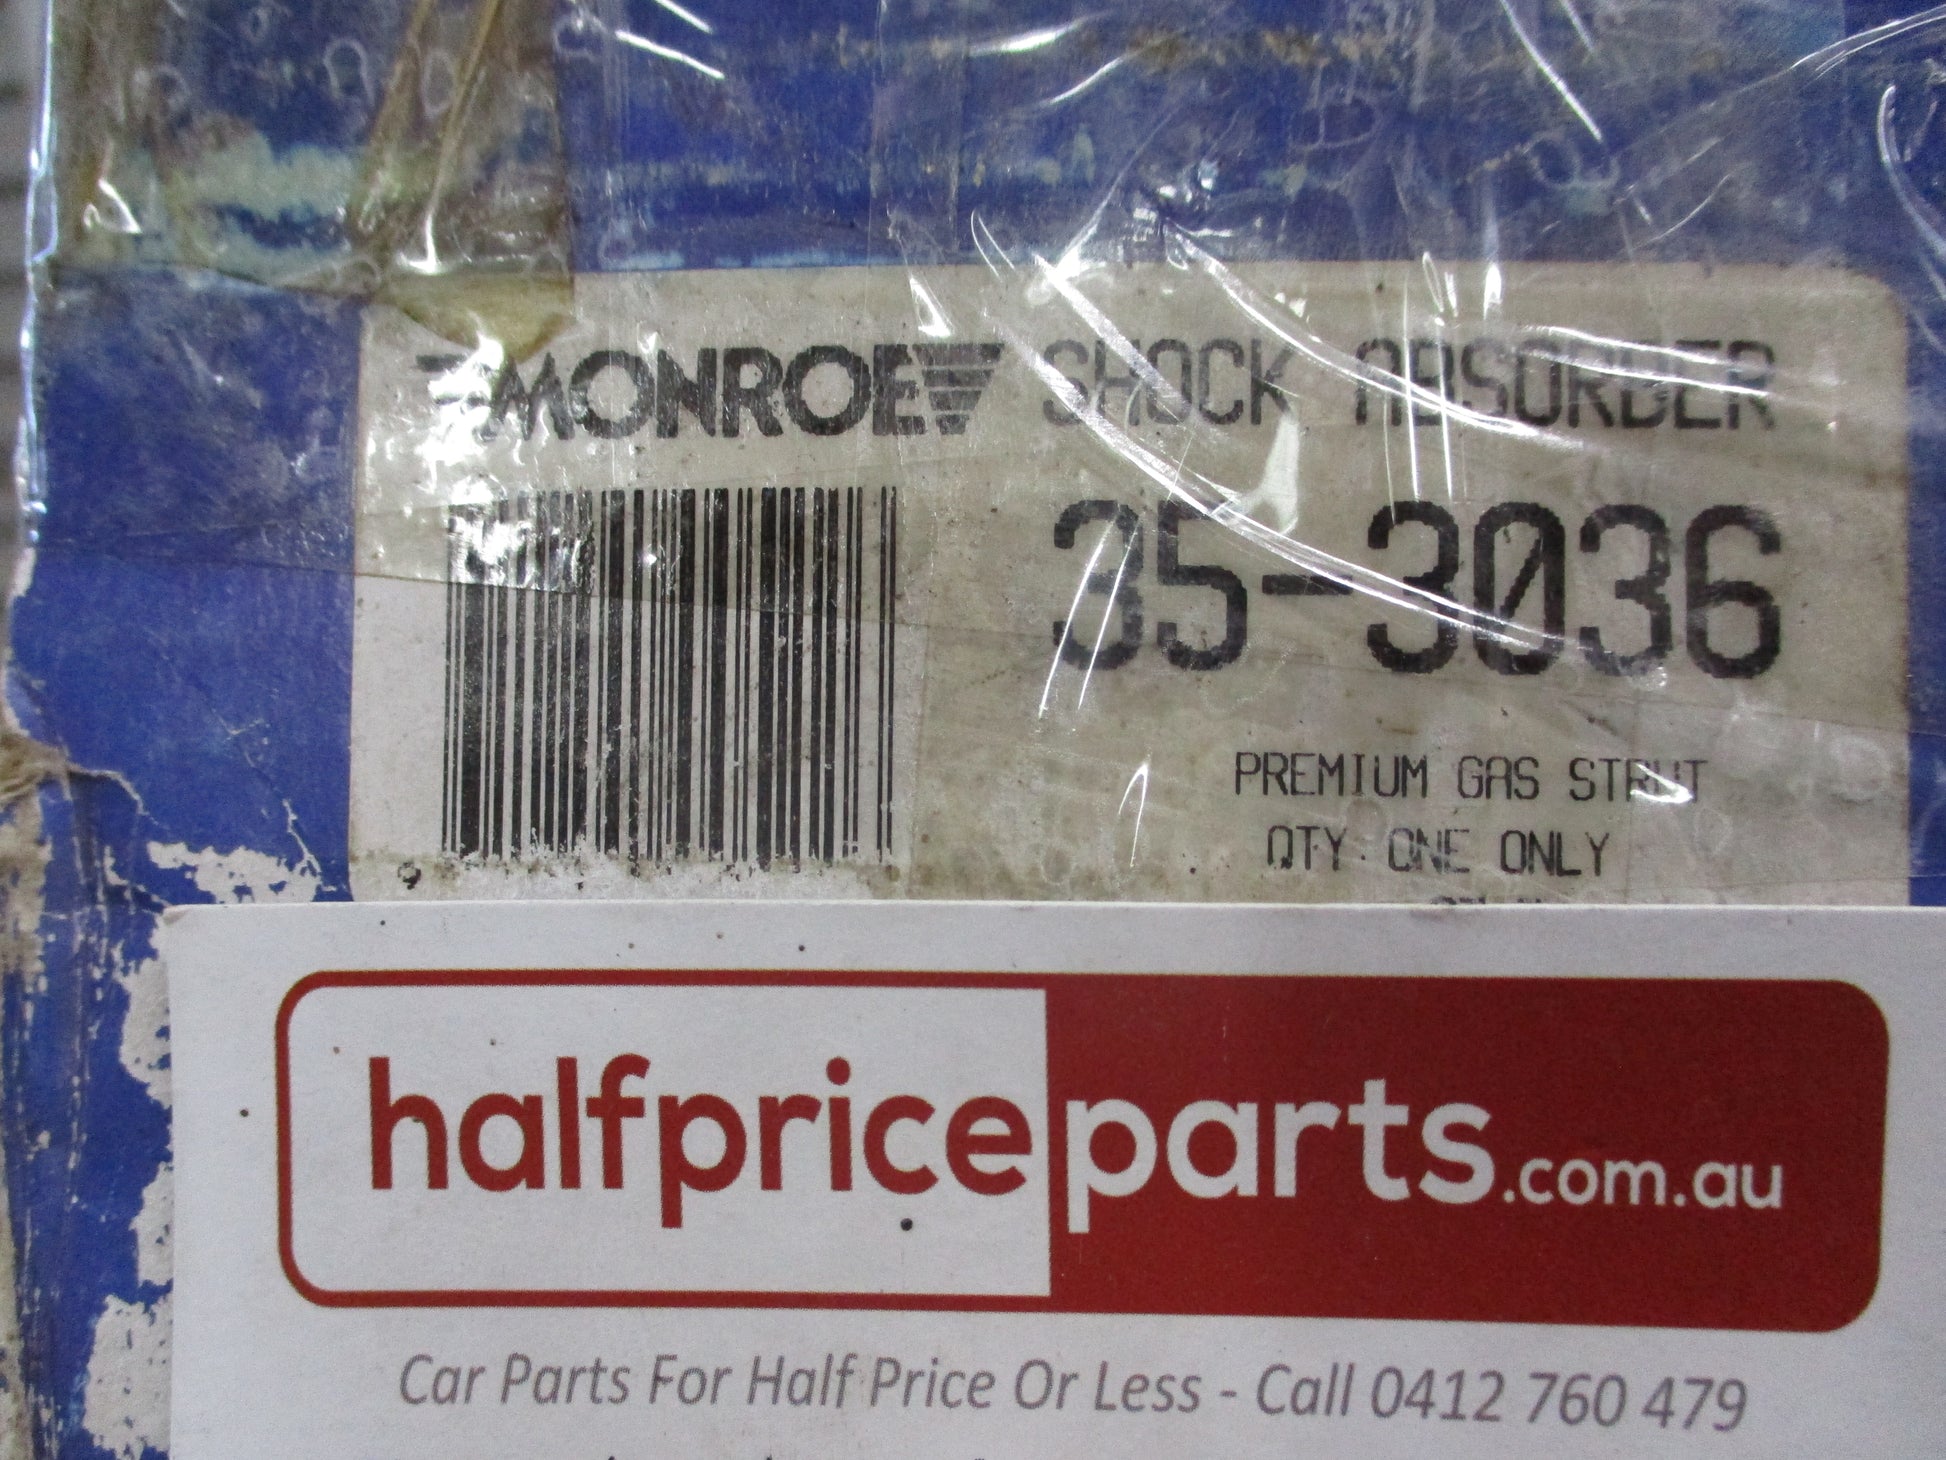 MONROE SHOCK ABSORBER
35-3036
PREMIUM GAS STRUT
QTY. ONE ONLY
halfpriceparts.com.au
Car Parts For Half Price Or Less - Call 0412 760 479